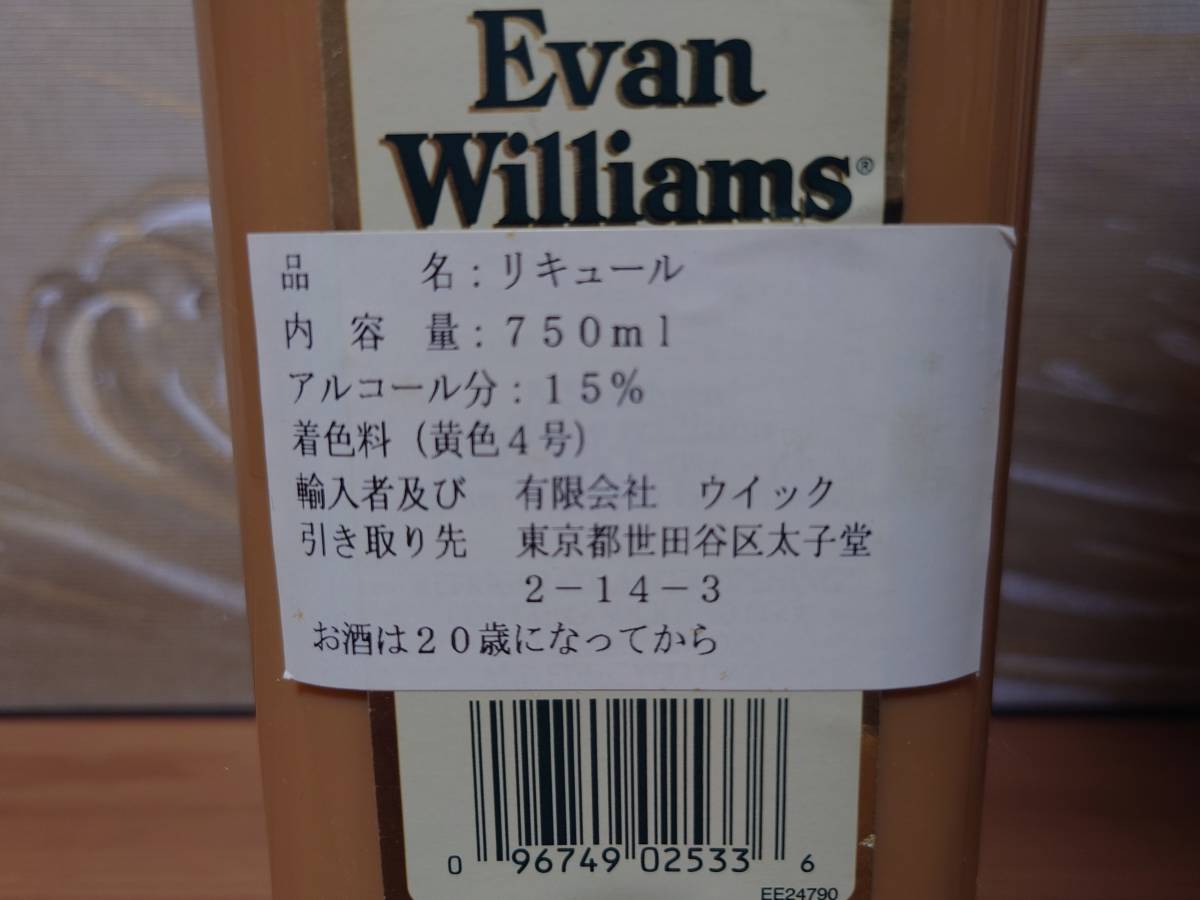 Evan
Williams®
品 名：リキュール
内 容 量：７５０ｍｌ
アルコール分：１５％
着色料（黄色４号）
輸入者及び 有限会社 ウイック
引き取り先 東京都世田谷区太子堂
２－１４－３
お酒は２０歳になってから
0 96749 02533 6
EE24790